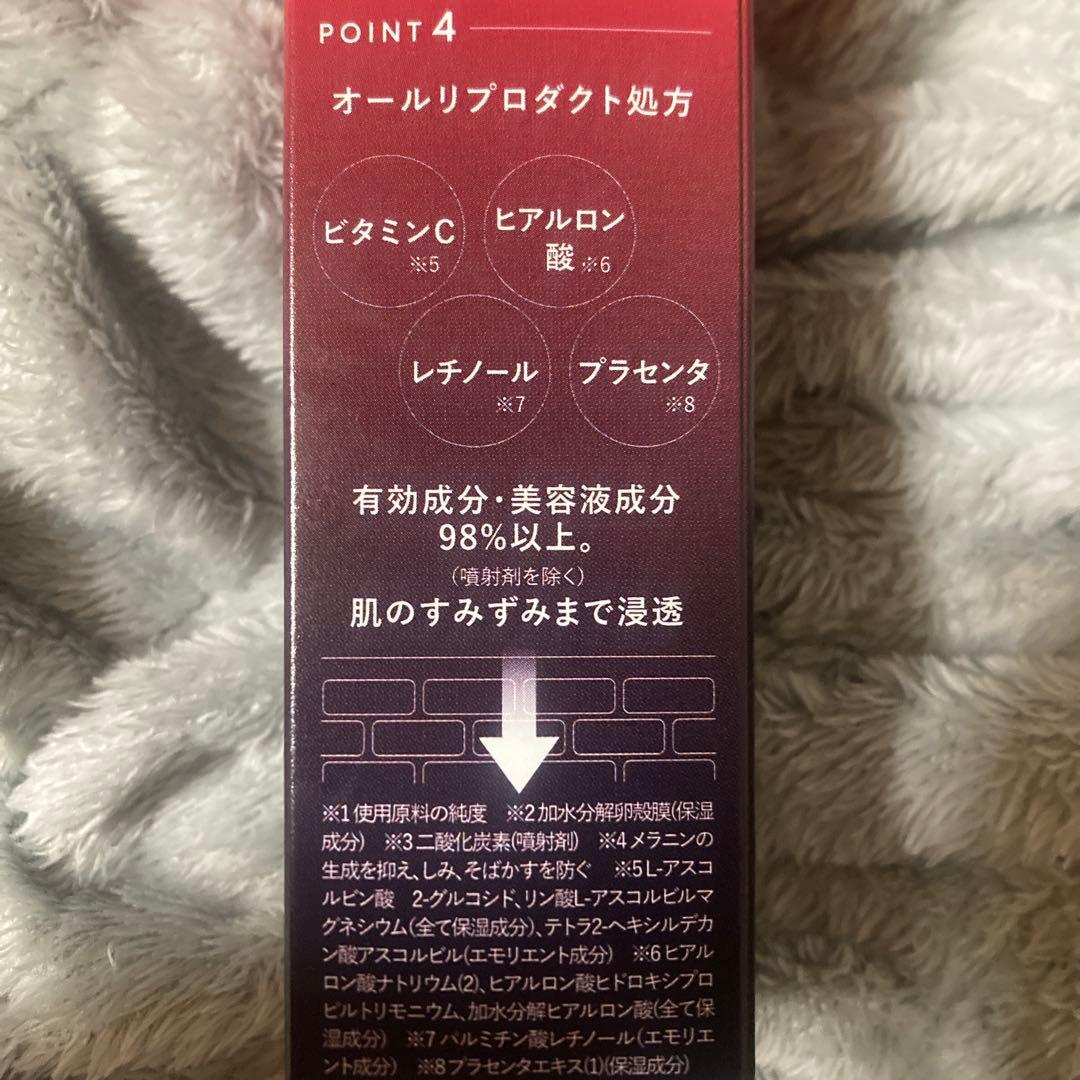 POINT 4
オールリプロダクト処方
ビタミンC
※5
ヒアルロン
酸 ※6
レチノール
※7
プラセンタ
※8
有効成分・美容液成分
98%以上。
(噴射剤を除く)
肌のすみずみまで浸透
※1 使用原料の純度　※2 加水分解卵殻膜(保湿
成分)　※3 二酸化炭素(噴射剤)　※4 メラニンの
生成を抑え、しみ、そばかすを防ぐ　※5 L-アスコ
ルビン酸　2-グルコシド、リン酸L-アスコルビルマ
グネシウム(全て保湿成分)、テトラ2-ヘキシルデカ
ン酸アスコルビル(エモリエント成分)　※6 ヒアル
ロン酸ナトリウム(2)、ヒアルロン酸ヒドロキシプロ
ピルトリモニウム、加水分解ヒアルロン酸(全て保
湿成分)　※7 パルミチン酸レチノール(エモリエ
ント成分)　※8 プラセンタエキス(1)(保湿成分)